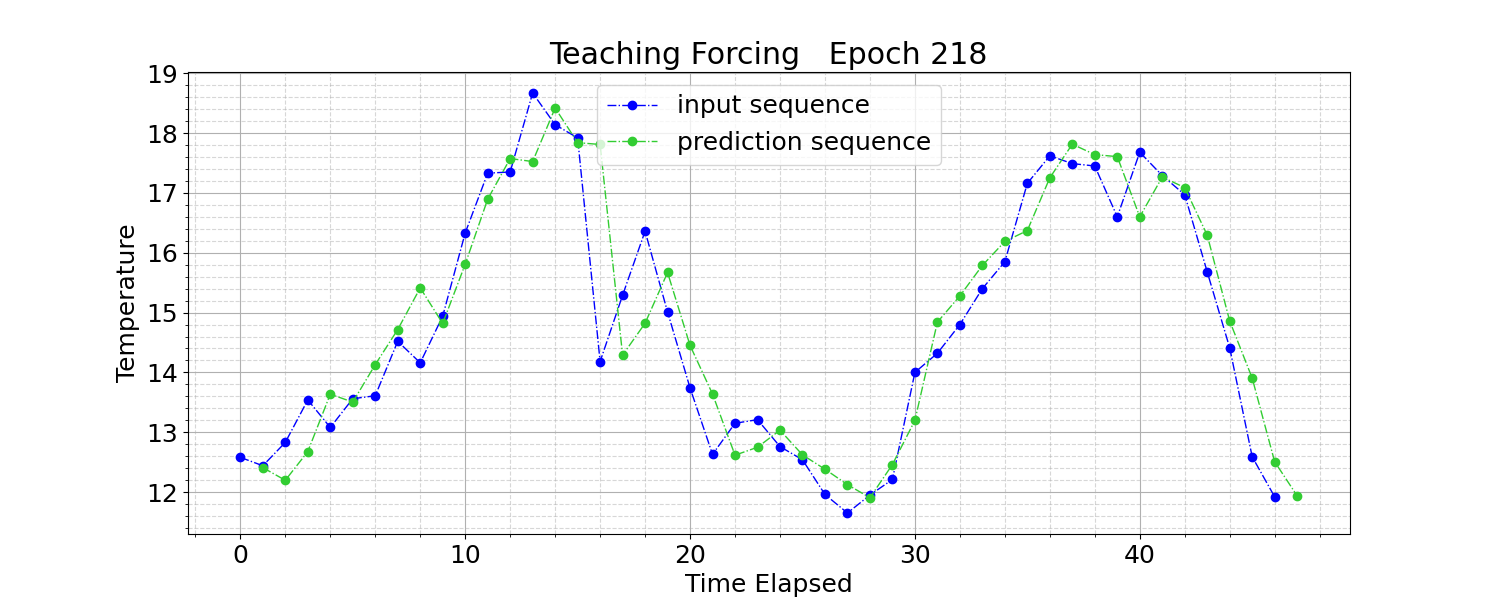 Teaching Forcing   Epoch 218
input sequence
prediction sequence
Temperature
19
18
17
16
15
14
13
12
0 10 20 30 40
Time Elapsed